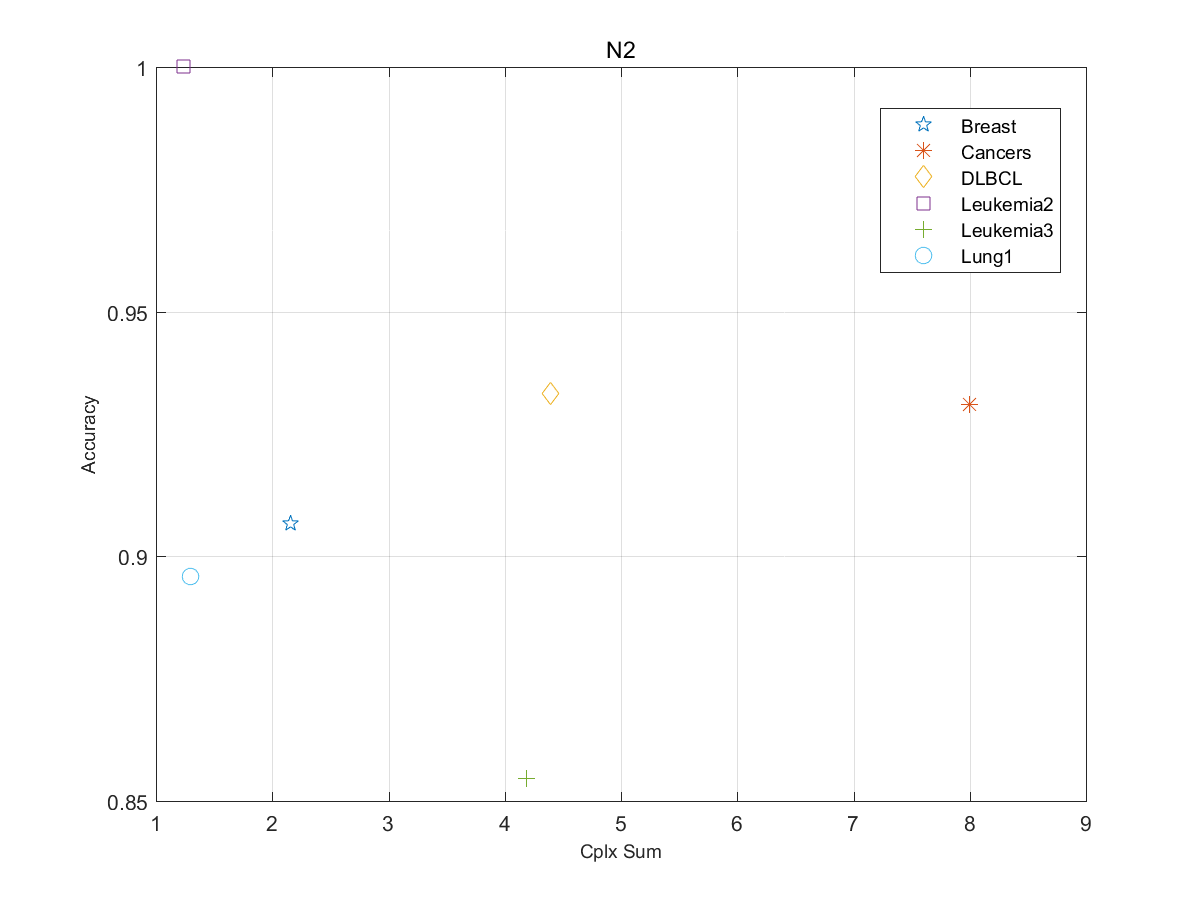 N2
1
0.95
0.9
0.85
Accuracy
Breast
Cancers
DLBCL
Leukemia2
Leukemia3
Lung1
1 2 3 4 5 6 7 8 9
Cplx Sum